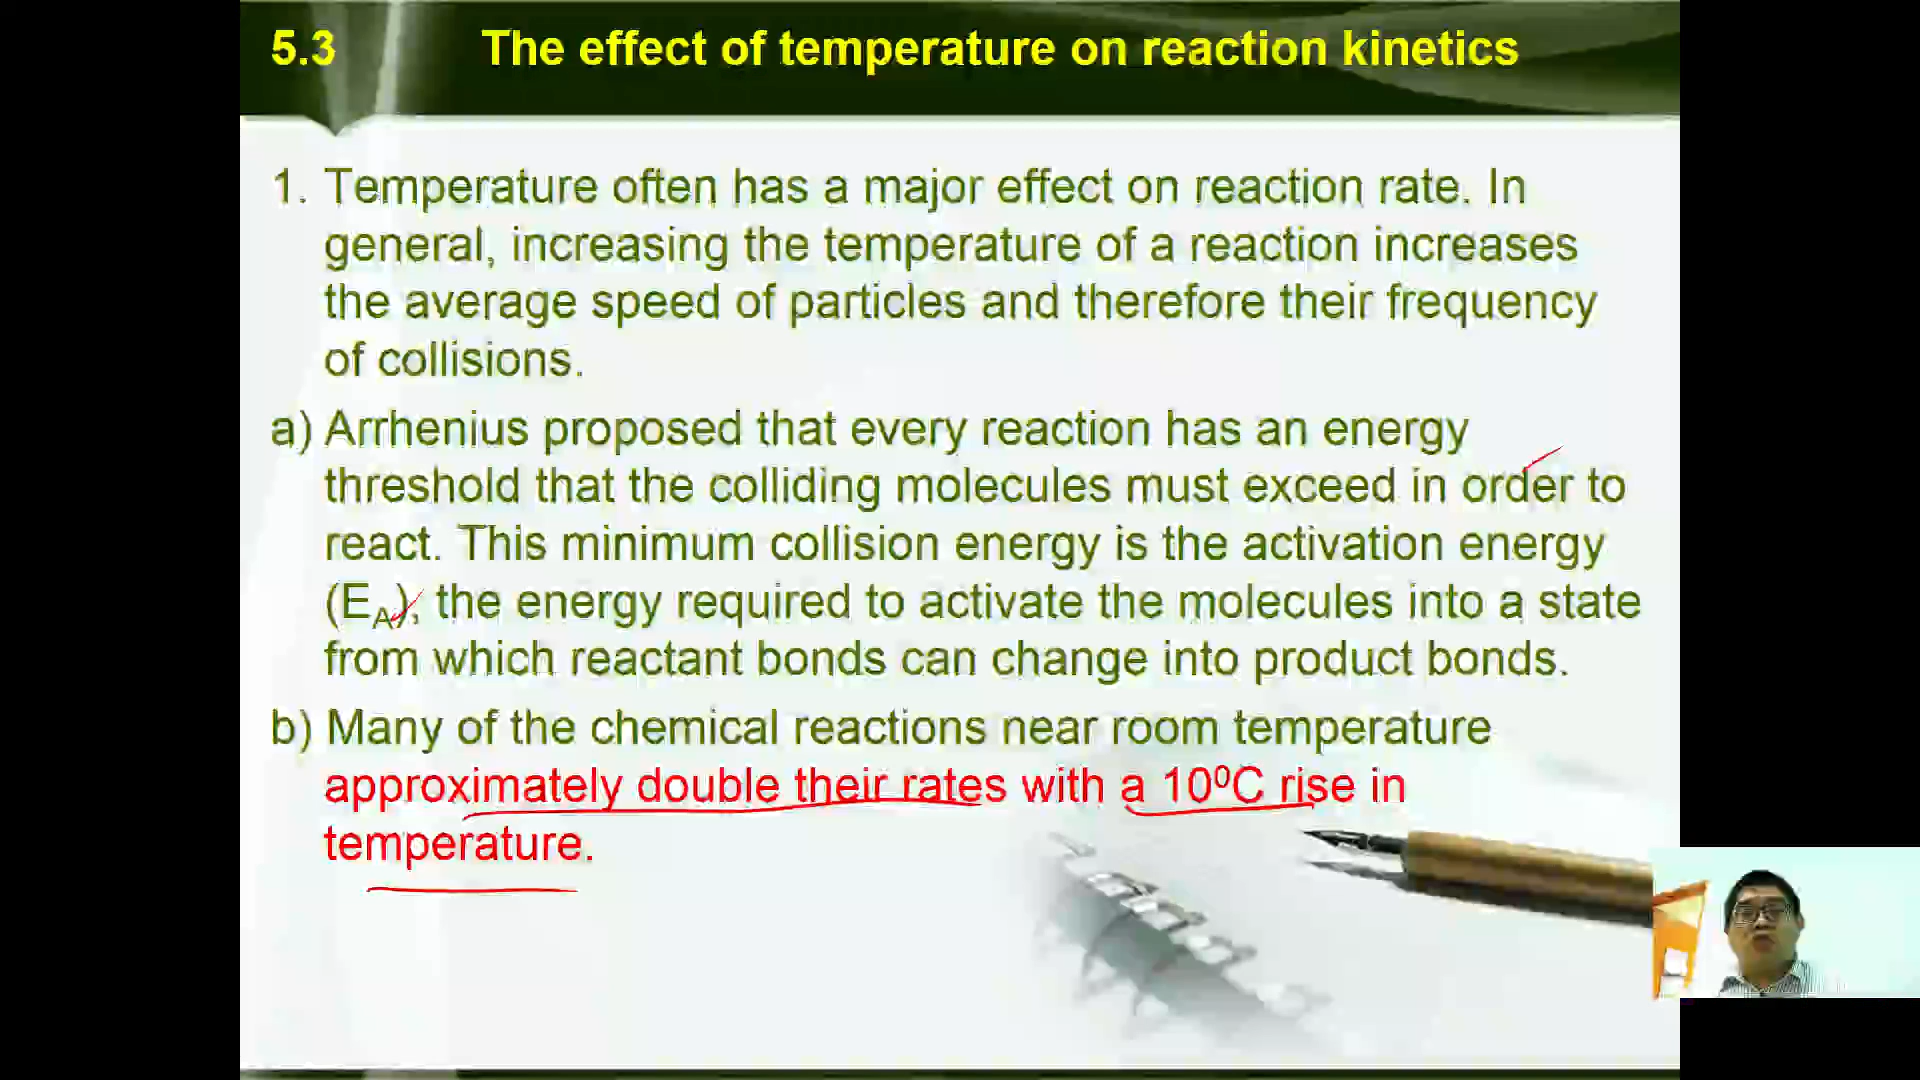 5.3 The effect of temperature on reaction kinetics
1. Temperature often has a major effect on reaction rate. In
general, increasing the temperature of a reaction increases
the average speed of particles and therefore their frequency
of collisions.
a) Arrhenius proposed that every reaction has an energy
threshold that the colliding molecules must exceed in order to
react. This minimum collision energy is the activation energy
(E_A), the energy required to activate the molecules into a state
from which reactant bonds can change into product bonds.
b) Many of the chemical reactions near room temperature
approximately double their rates with a 10⁰C rise in
temperature.